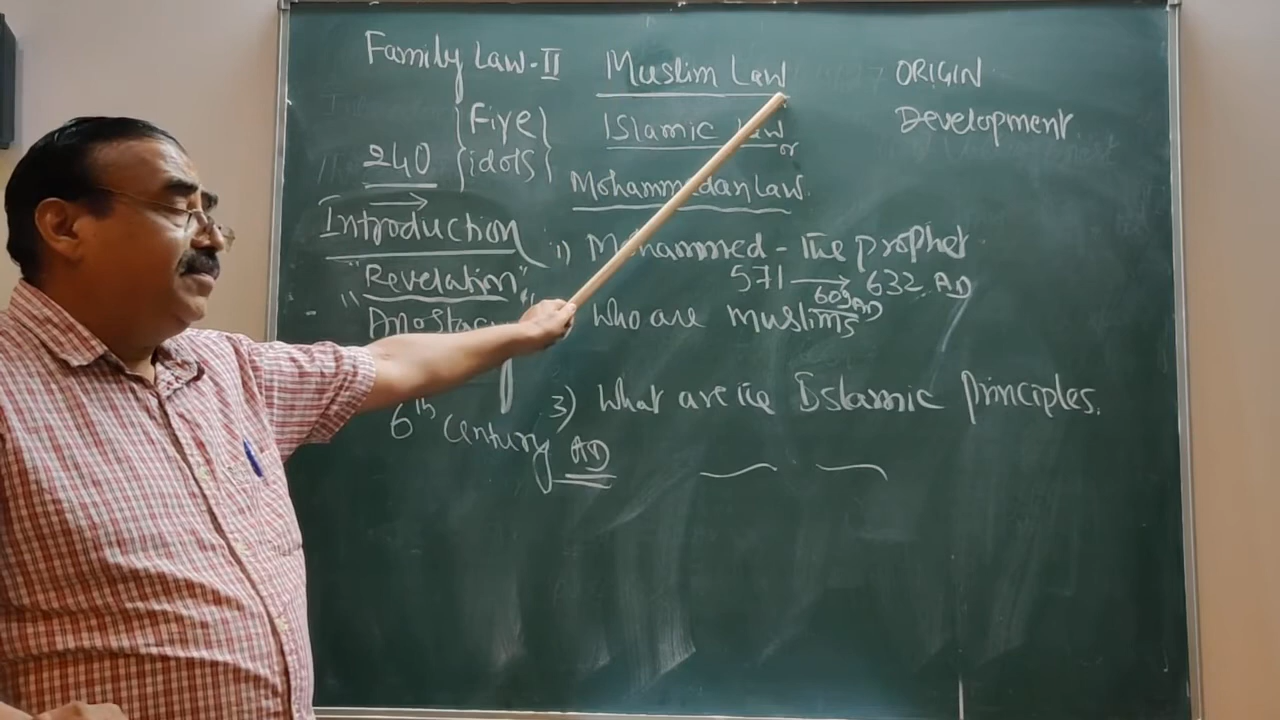 Family Law-II
{Five
idols}
240
Introduction
"Revelation"
6th Century AD
Muslim Law
Islamic Law
or
Mohammedan Law.
1) Mohammed - the prophet
571 → 632 AD
609 AD
Who are muslims
3) What are the Islamic Principles.
ORIGIN
Development